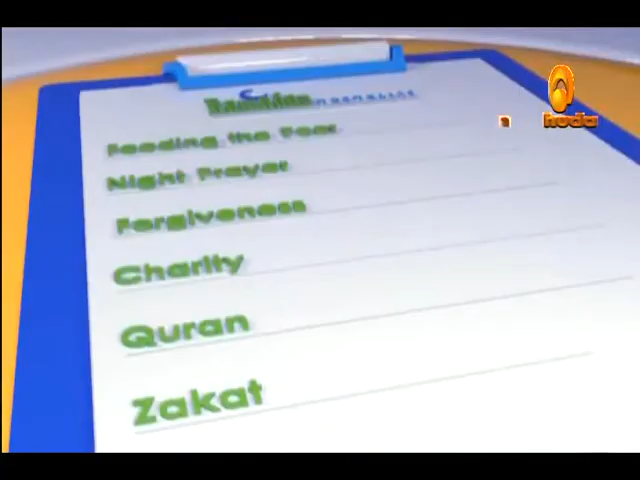 Feeding the Poor
Night Prayer
Forgiveness
Charity
Quran
Zakat
huda